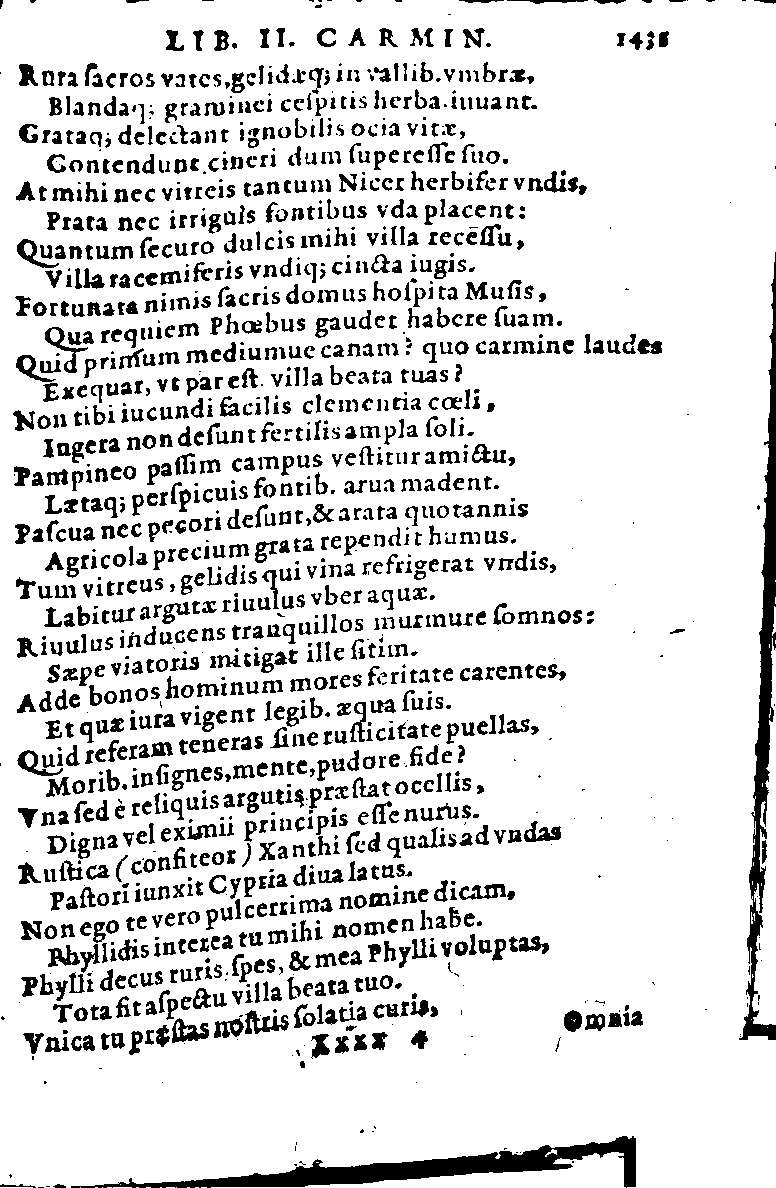 LIB. II. CARMIN. 1431
Rura ſacros vates, gelidæq; in vallib. vmbræ,
Blandaq; graminei ceſpitis herba iuuant.
Grataq; delectant ignobilis ocia vitæ,
Contendunt cineri dum ſupereſſe ſuo.
At mihi nec vitreis tantum Nicer herbifer vndis,
Prata nec irriguis fontibus vda placent:
Quantum ſecuro dulcis mihi villa receſſu,
Villa racemiferis vndiq; cincta iugis.
Fortunata nimis ſacris domus hoſpita Muſis,
Qua requiem Phœbus gaudet habere ſuam.
Quid primum mediumue canam? quo carmine laudes
Exequar, vt par eſt. villa beata tuas?
Non tibi iucundi facilis clementia cœli,
Iugera non deſunt fertilis ampla ſoli.
Pampineo paſſim campus veſtitur amictu,
Lætaq; perſpicuis fontib. arua madent.
Paſcua nec pecori deſunt, & arata quotannis
Agricola precium grata rependit humus.
Tum vitreus, gelidis qui vina refrigerat vndis,
Labitur argutæ riuulus vber aquæ.
Riuulus inducens tranquillos murmure ſomnos:
Sæpe viatoris mitigat ille ſitim.
Adde bonos hominum mores feritate carentes,
Et quæ iura vigent legib. æqua ſuis.
Quid referam teneras ſine ruſticitate puellas,
Morib. inſignes, mente, pudore, fide?
Vna ſed è reliquis argutis præſtat ocellis,
Digna vel eximii principis eſſe nurus.
Ruſtica (confiteor) Xanthi ſed qualis ad vndas
Paſtori iunxit Cypria diua latus.
Non ego te vero pulcerrima nomine dicam,
Phyllidis interea tu mihi nomen habe.
Phylli decus ruris, ſpes, & mea Phylli voluptas,
Tota fit aſpectu villa beata tuo.
Vnica tu præſtas noſtris ſolatia curis,
Xxxx 4 Omnia